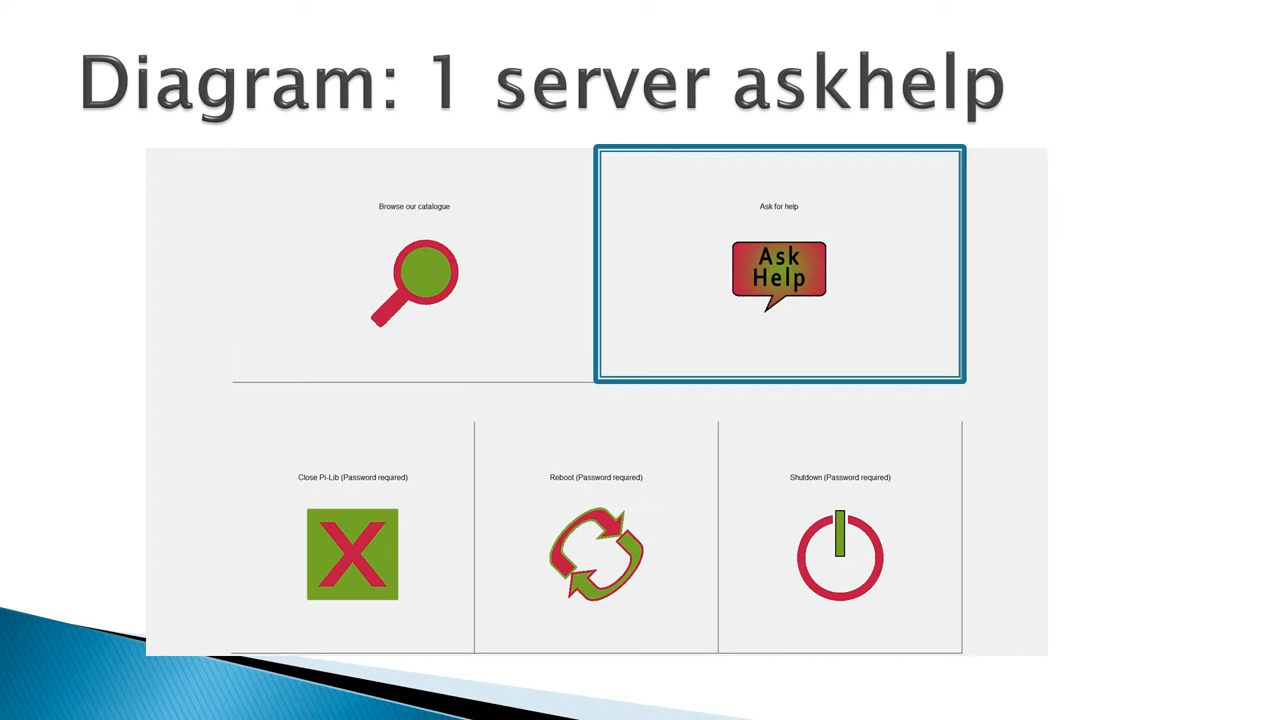 Diagram: 1 server askhelp
Browse our catalogue
Ask for help
Ask
Help
Close Pi-Lib (Password required)
Reboot (Password required)
Shutdown (Password required)
X